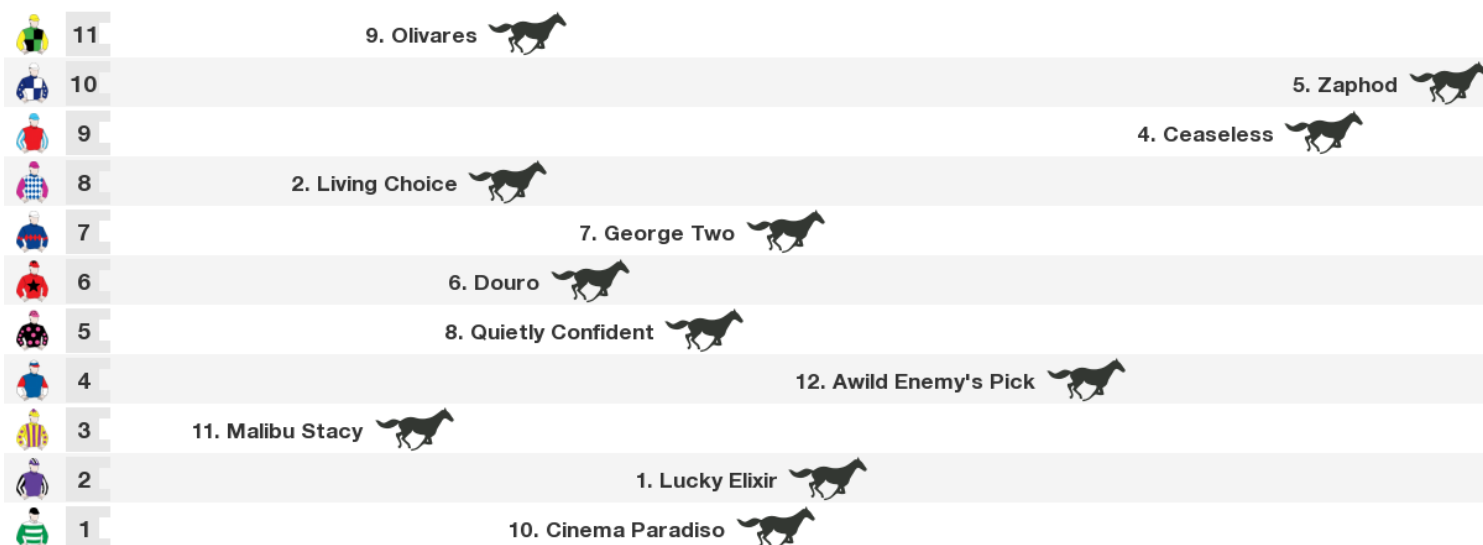 11 9. Olivares
10 5. Zaphod
9 4. Ceaseless
8 2. Living Choice
7 7. George Two
6 6. Douro
5 8. Quietly Confident
4 12. Awild Enemy's Pick
3 11. Malibu Stacy
2 1. Lucky Elixir
1 10. Cinema Paradiso